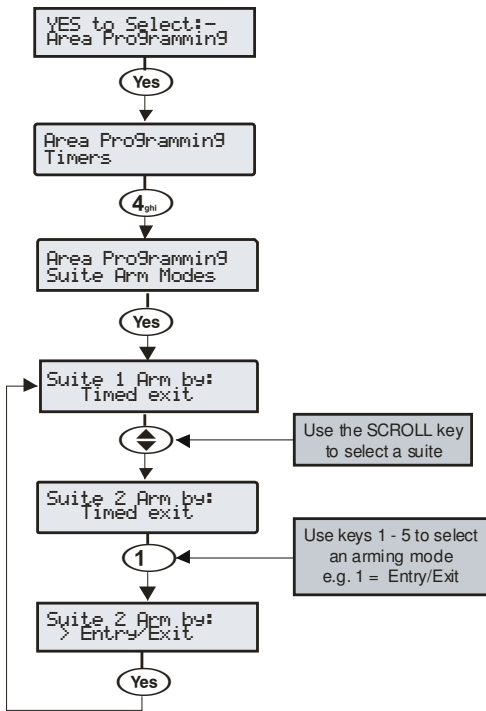 YES to Select:-
Area Programming
Yes
Area Programming
Timers
4ghi
Area Programming
Suite Arm Modes
Yes
Suite 1 Arm by:
Timed exit
Use the SCROLL key
to select a suite
Suite 2 Arm by:
Timed exit
1
Use keys 1 - 5 to select
an arming mode
e.g. 1 = Entry/Exit
Suite 2 Arm by:
> Entry/Exit
Yes